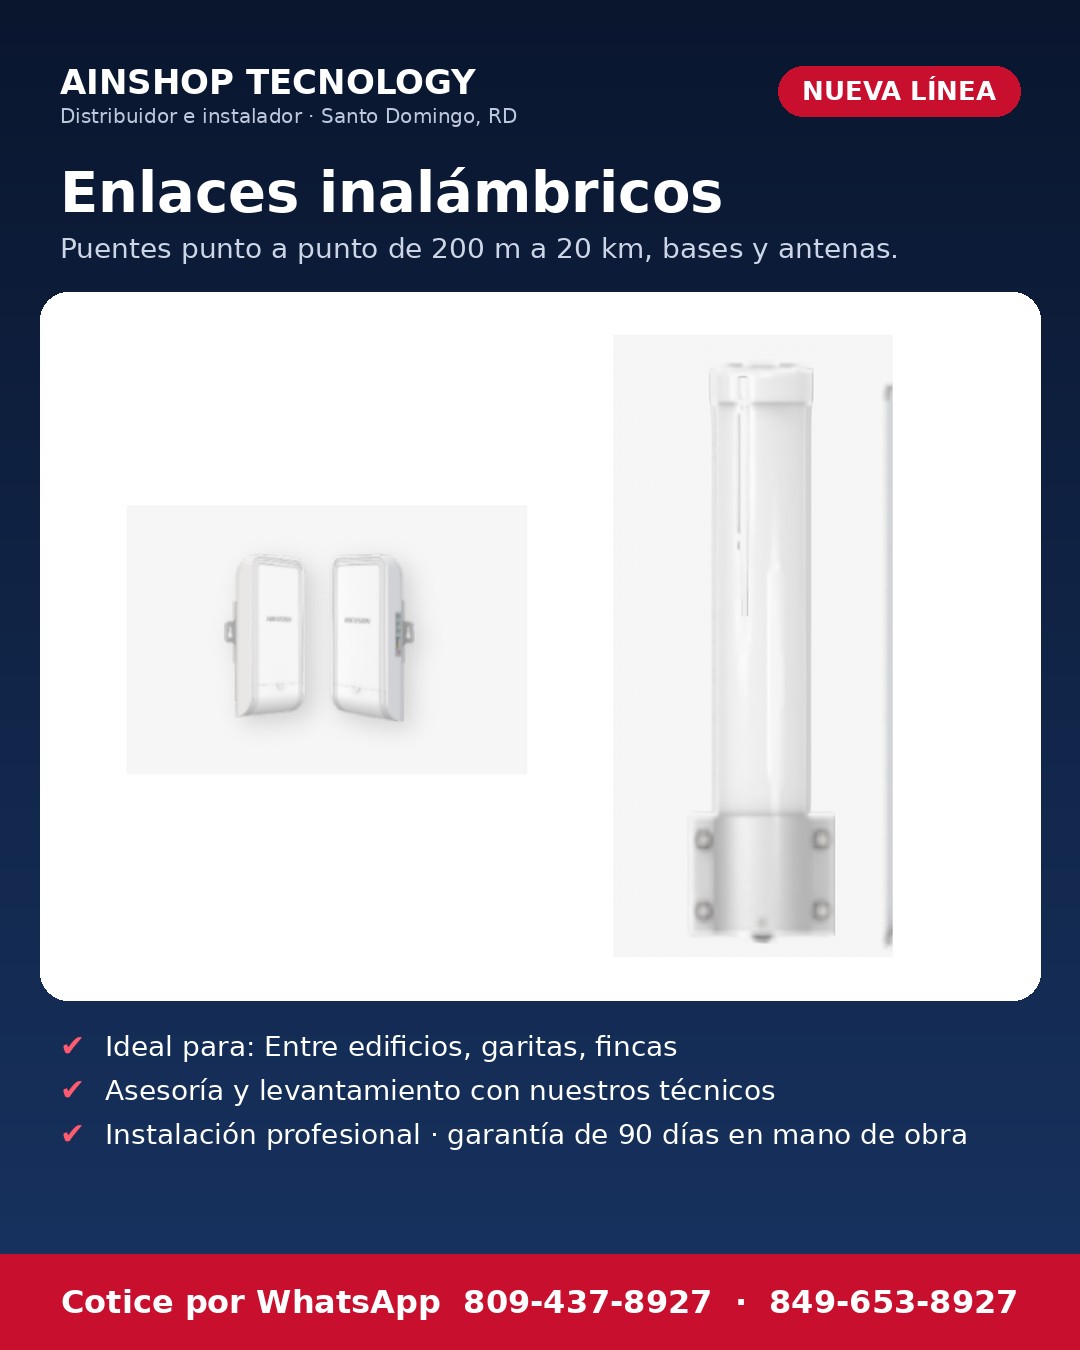 AINSHOP TECNOLOGY
Distribuidor e instalador · Santo Domingo, RD
NUEVA LÍNEA
Enlaces inalámbricos
Puentes punto a punto de 200 m a 20 km, bases y antenas.
✔ Ideal para: Entre edificios, garitas, fincas
✔ Asesoría y levantamiento con nuestros técnicos
✔ Instalación profesional · garantía de 90 días en mano de obra
Cotice por WhatsApp 809-437-8927 · 849-653-8927